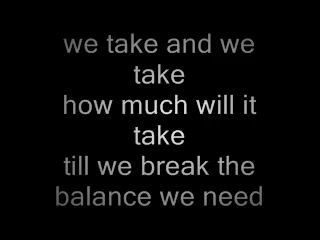 we take and we
take
how much will it
take
till we break the
balance we need